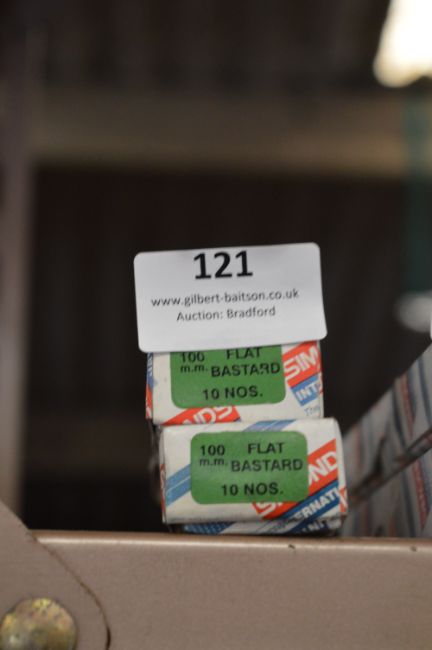 121
www.gilbert-baitson.co.uk
Auction: Bradford
100 FLAT
m.m. BASTARD
10 NOS.
100 FLAT
m.m. BASTARD
10 NOS.